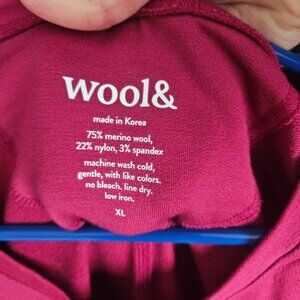 wool&
made in Korea
75% merino wool,
22% nylon, 3% spandex
machine wash cold,
gentle, with like colors.
no bleach. line dry.
low iron.
XL